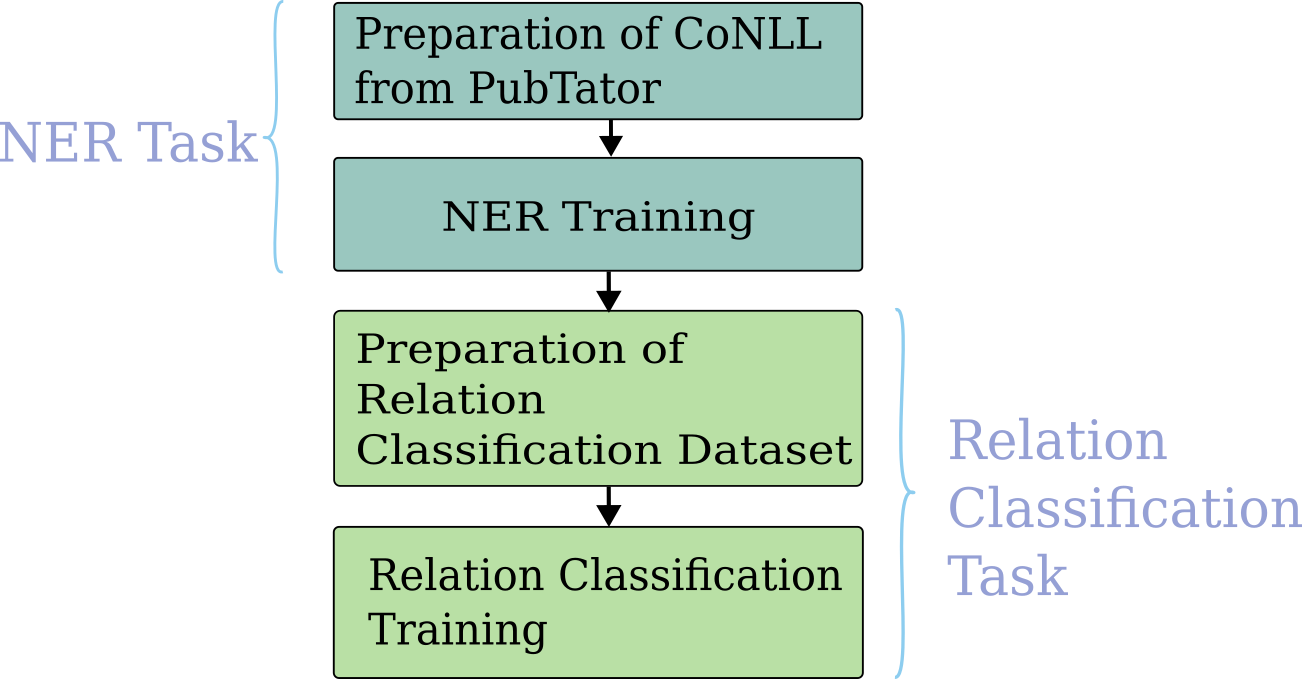 Preparation of CoNLL
from PubTator
NER Task
NER Training
Preparation of
Relation
Classification Dataset
Relation
Classification
Task
Relation Classification
Training